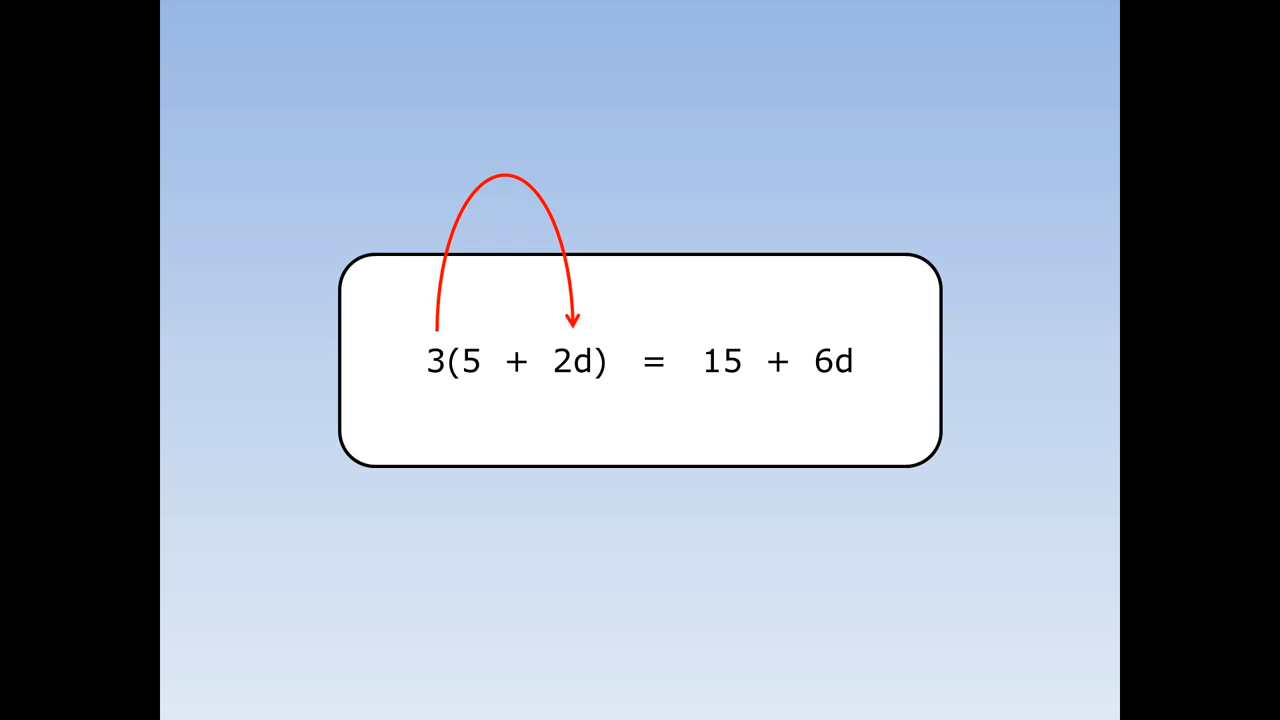 3(5 + 2d) = 15 + 6d